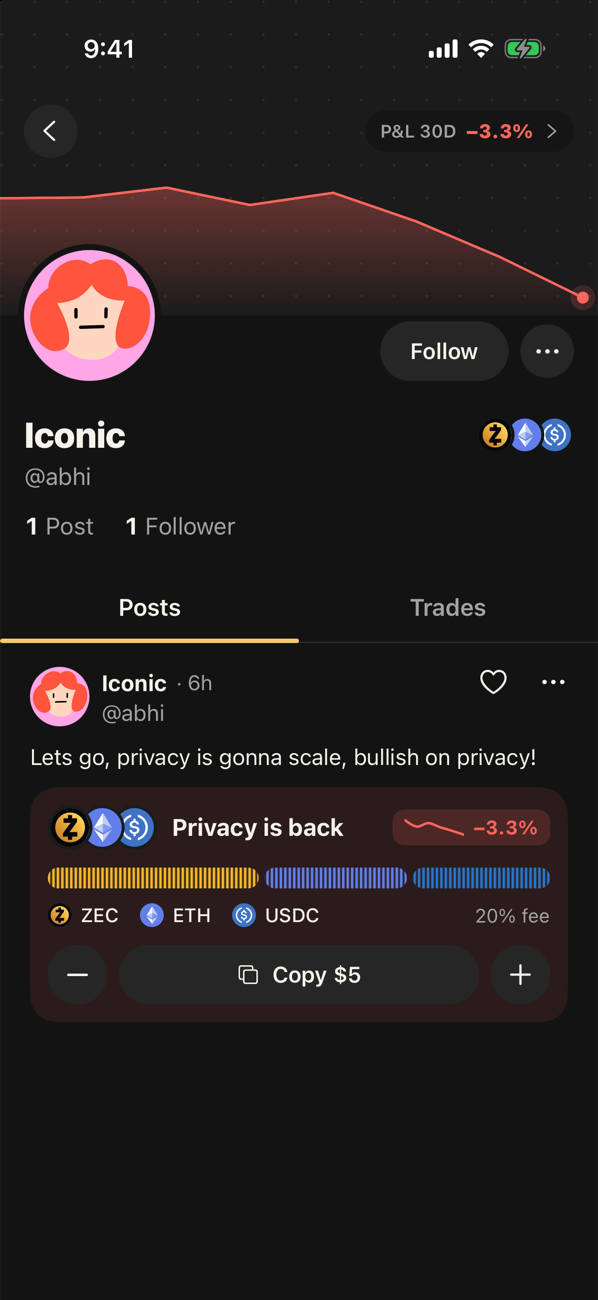 9:41
P&L 30D −3.3%
Follow
Iconic
@abhi
1 Post 1 Follower
Posts Trades
Iconic · 6h
@abhi
Lets go, privacy is gonna scale, bullish on privacy!
Privacy is back −3.3%
ZEC ETH USDC 20% fee
Copy $5